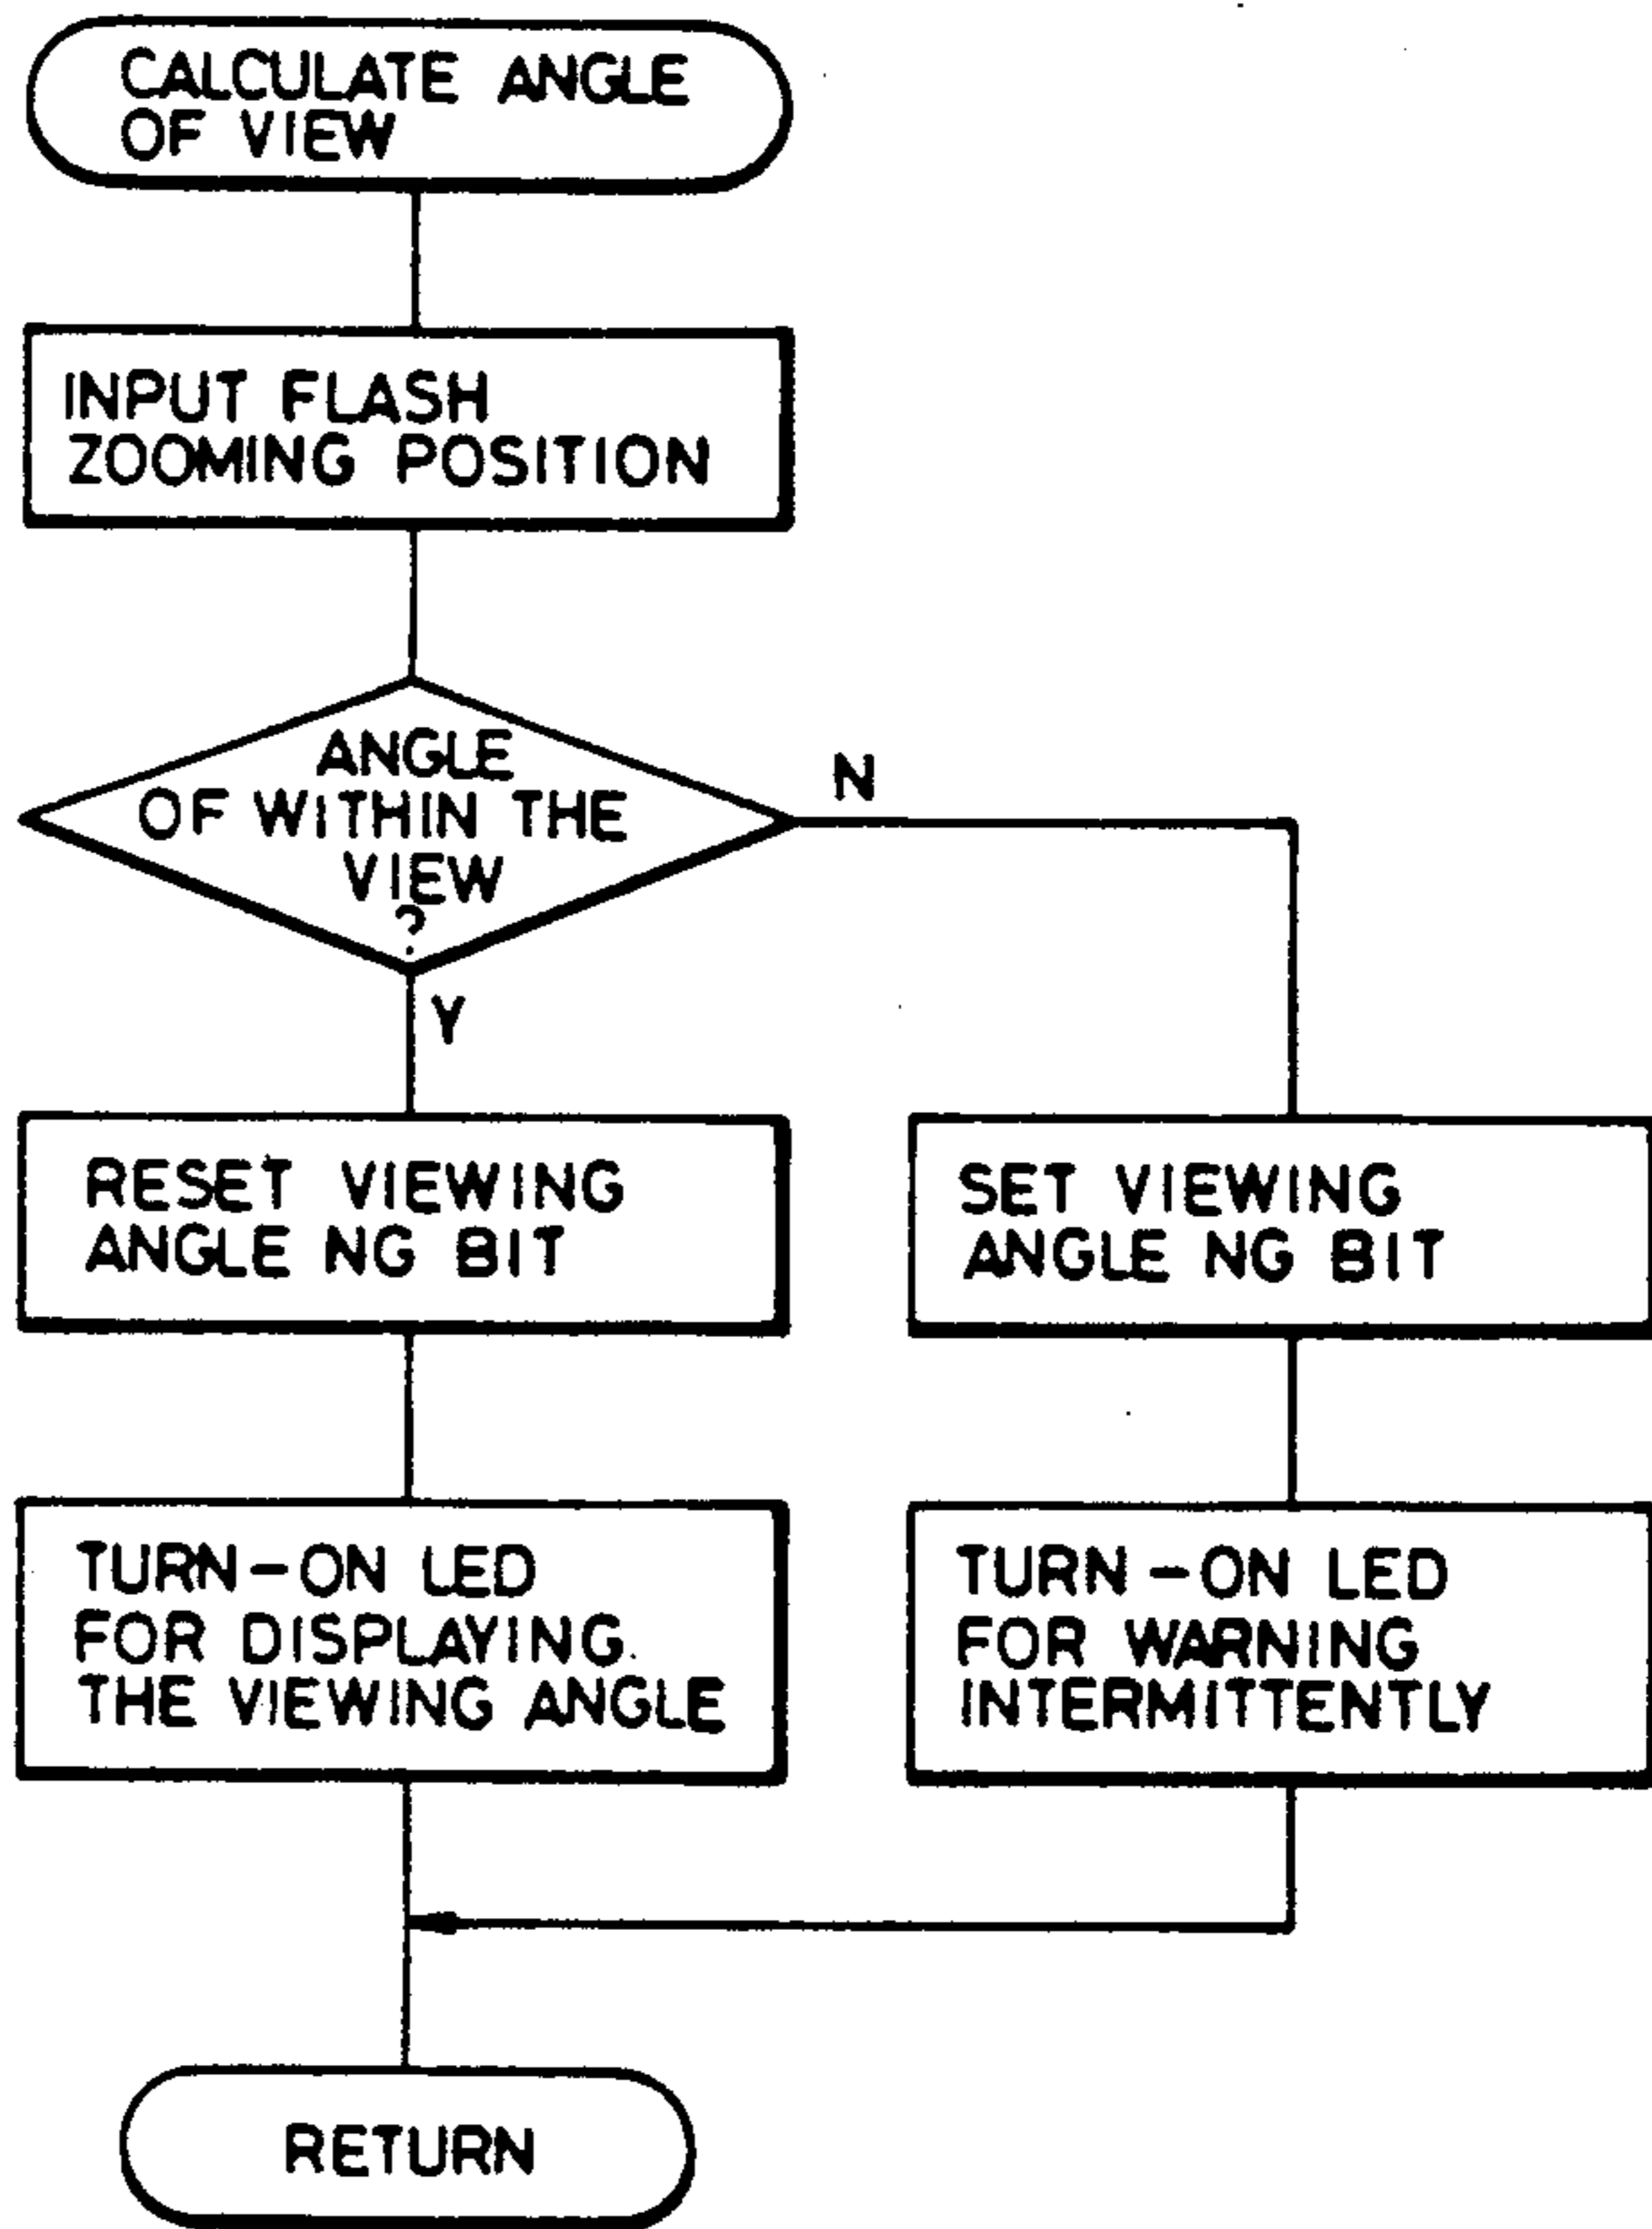 CALCULATE ANGLE
OF VIEW
INPUT FLASH
ZOOMING POSITION
ANGLE
OF WITHIN THE
VIEW
?
N
Y
RESET VIEWING
ANGLE NG BIT
SET VIEWING
ANGLE NG BIT
TURN-ON LED
FOR DISPLAYING.
THE VIEWING ANGLE
TURN-ON LED
FOR WARNING
INTERMITTENTLY
RETURN